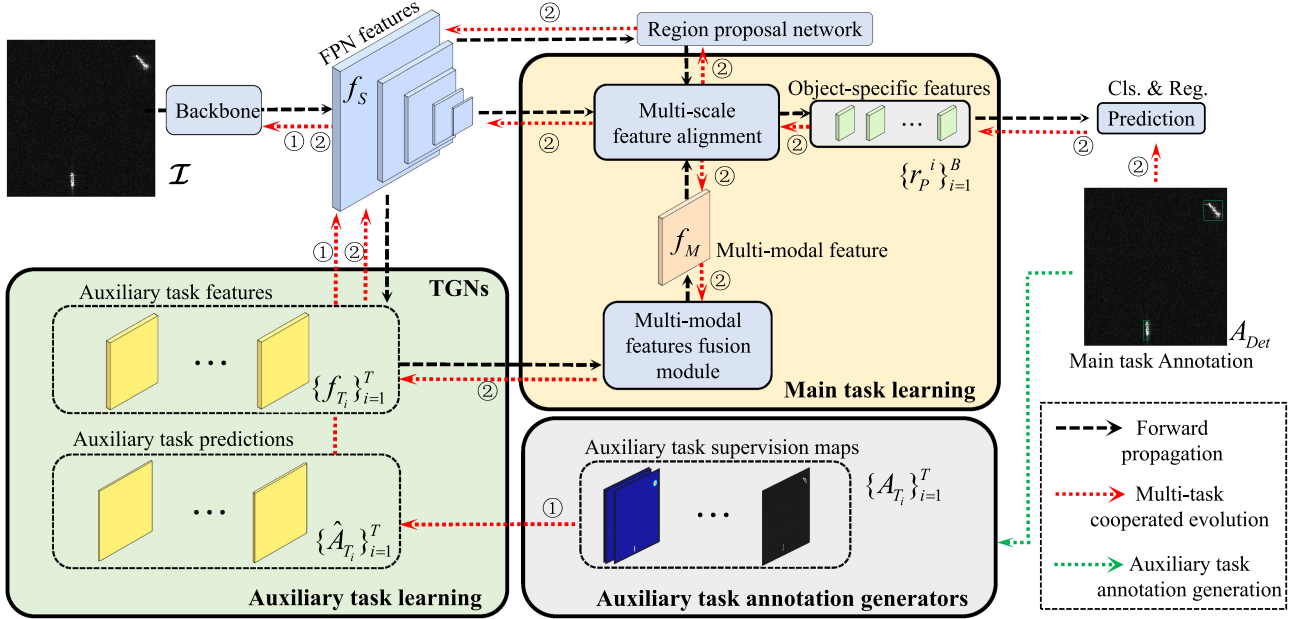 FPN features
②
Region proposal network
②
Backbone
f_S
① ②
②
Multi-scale
feature alignment
Object-specific features
...
②
{r_P^i}_{i=1}^B
Cls. & Reg.
Prediction
②
②
𝓘
①
②
②
f_M
Multi-modal feature
②
TGNs
Auxiliary task features
...
{f_{T_i}}_{i=1}^T
②
Multi-modal
features fusion
module
Main task learning
A_{Det}
Main task Annotation
Auxiliary task predictions
...
{Â_{T_i}}_{i=1}^T
Auxiliary task learning
①
Auxiliary task supervision maps
...
{A_{T_i}}_{i=1}^T
Auxiliary task annotation generators
Forward
propagation
Multi-task
cooperated evolution
Auxiliary task
annotation generation